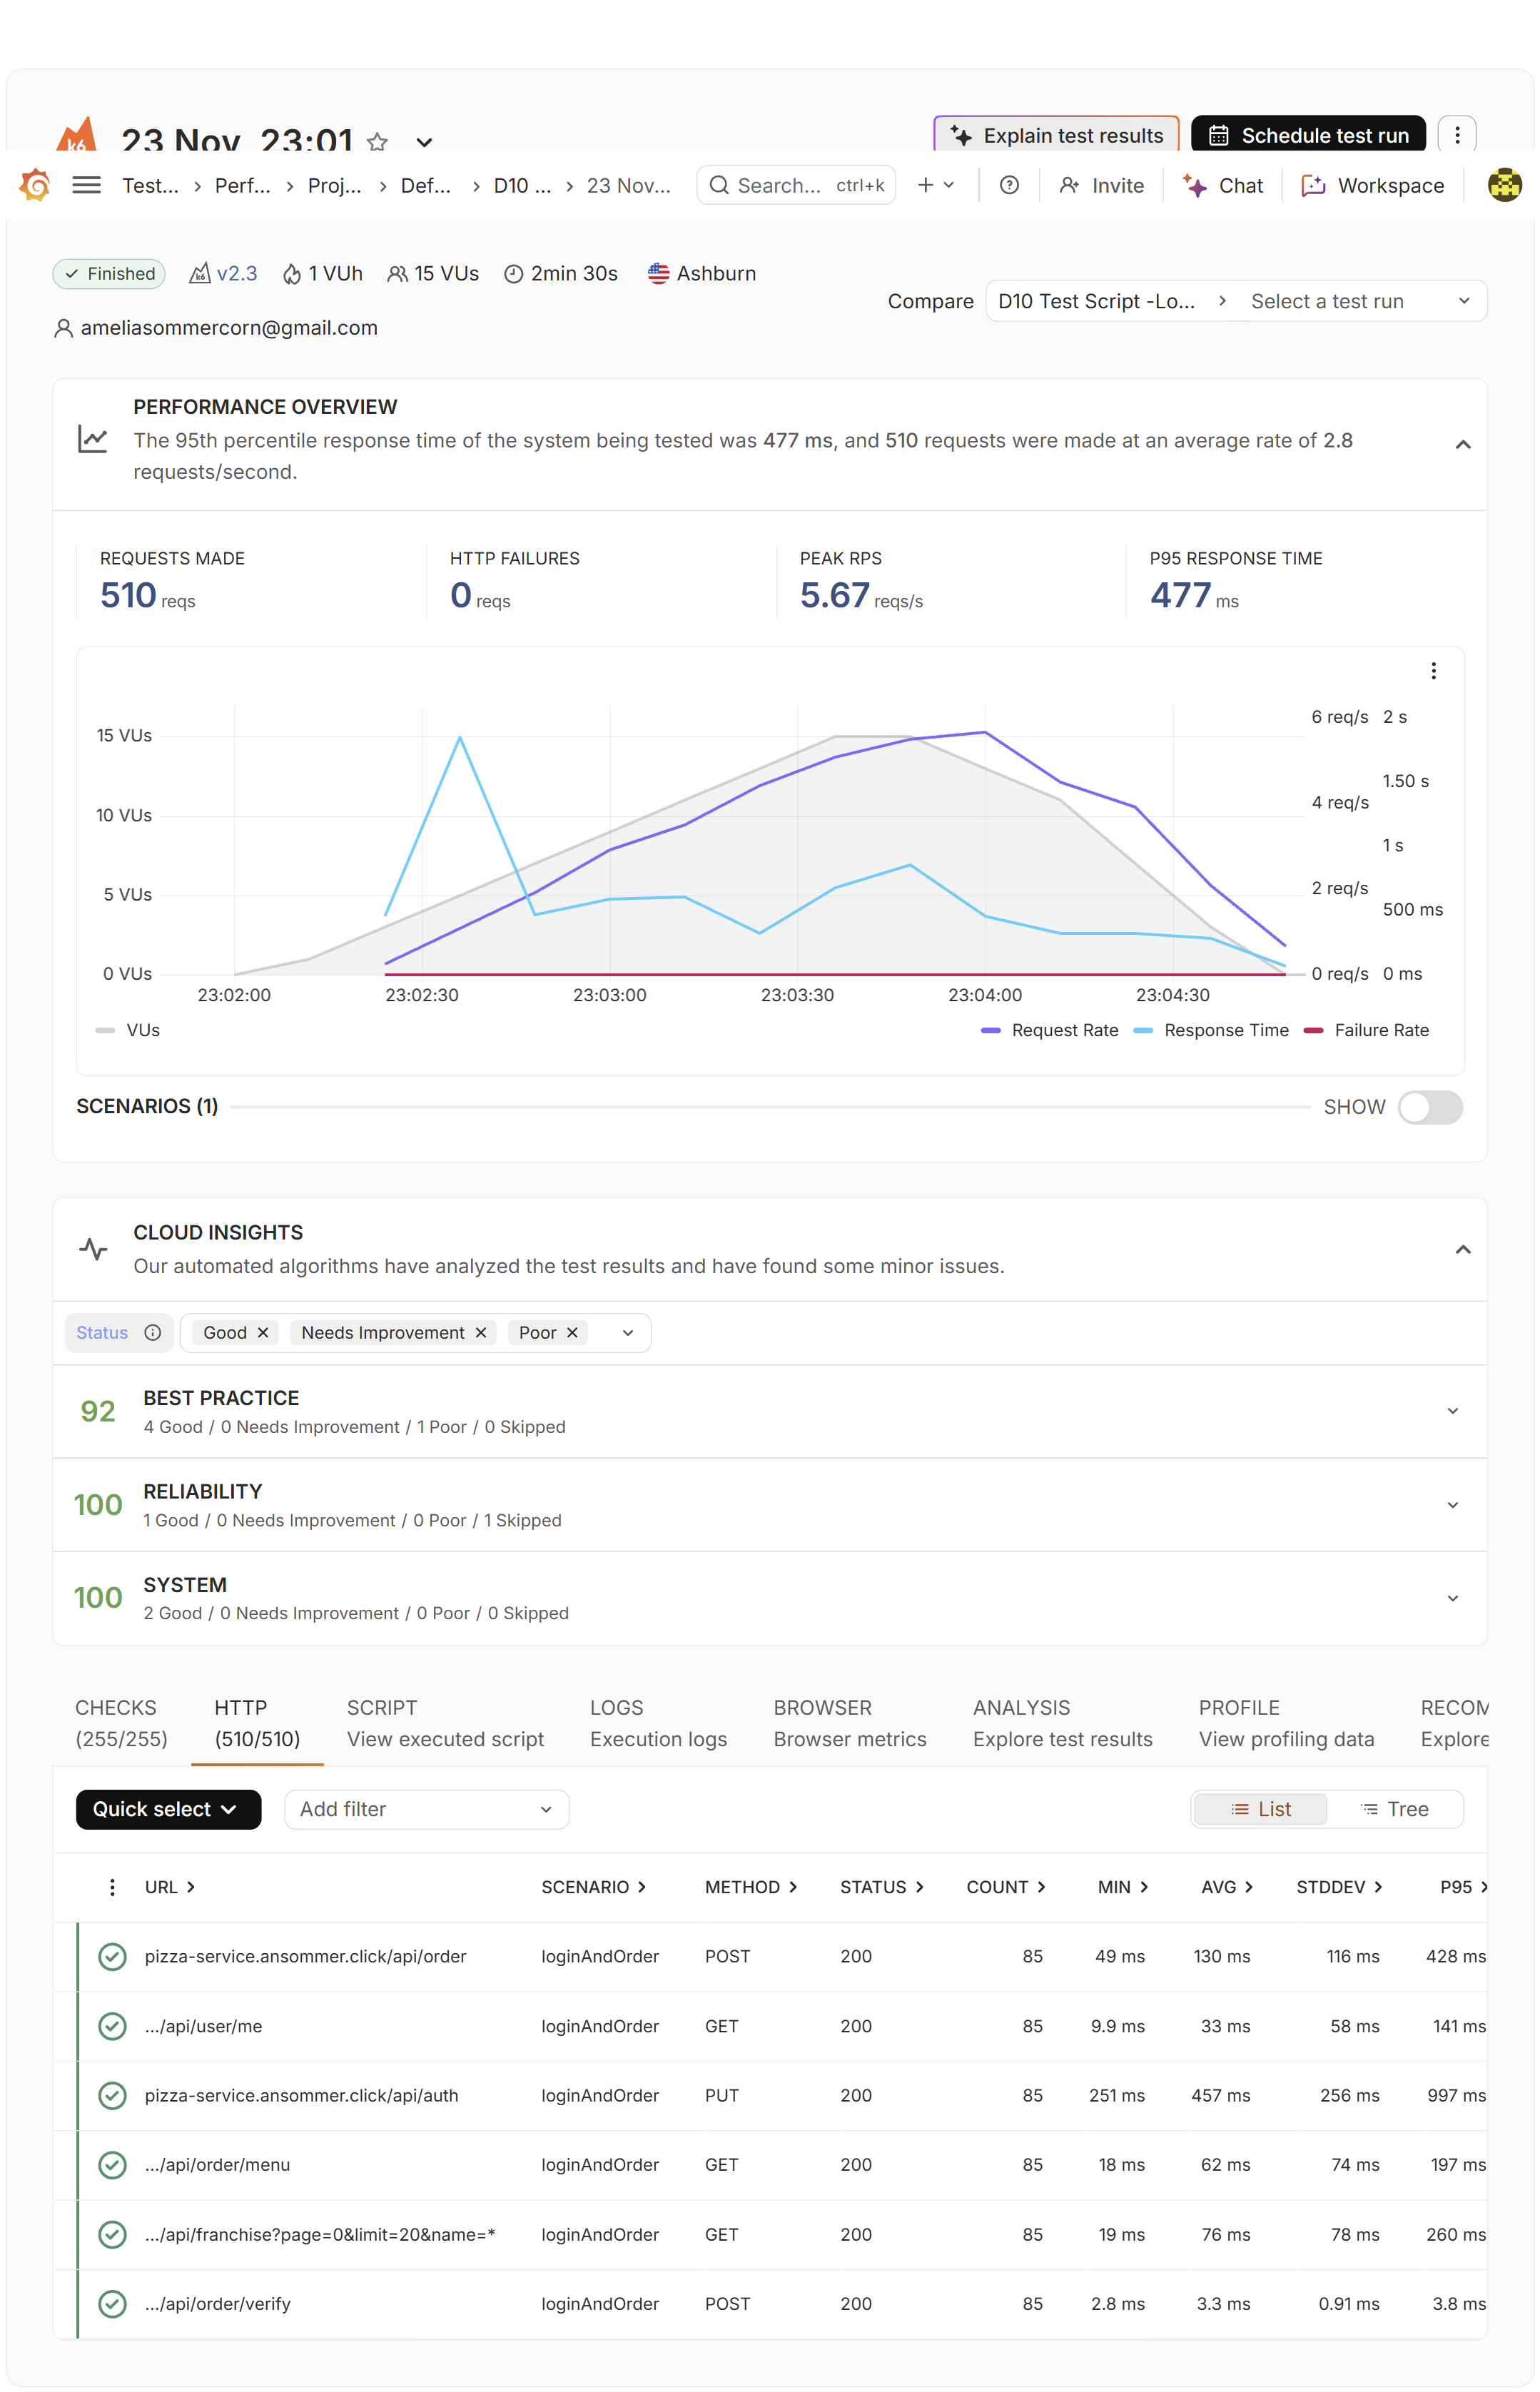 23 Nov 23:01
Explain test results
Schedule test run
k6
Test...
Perf...
Proj...
Def...
D10 ...
23 Nov...
Search... ctrl+k
Invite
Chat
Workspace
Finished
k6 v2.3
1 VUh
15 VUs
2min 30s
Ashburn
Compare
D10 Test Script -Lo...
Select a test run
ameliasommercorn@gmail.com
PERFORMANCE OVERVIEW
The 95th percentile response time of the system being tested was 477 ms, and 510 requests were made at an average rate of 2.8
requests/second.
REQUESTS MADE
510 reqs
HTTP FAILURES
0 reqs
PEAK RPS
5.67 reqs/s
P95 RESPONSE TIME
477 ms
15 VUs
10 VUs
5 VUs
0 VUs
6 req/s
4 req/s
2 req/s
0 req/s
2 s
1.50 s
1 s
500 ms
0 ms
23:02:00 23:02:30 23:03:00 23:03:30 23:04:00 23:04:30
VUs
Request Rate
Response Time
Failure Rate
SCENARIOS (1)
SHOW
CLOUD INSIGHTS
Our automated algorithms have analyzed the test results and have found some minor issues.
Status
Good
Needs Improvement
Poor
92
BEST PRACTICE
4 Good / 0 Needs Improvement / 1 Poor / 0 Skipped
100
RELIABILITY
1 Good / 0 Needs Improvement / 0 Poor / 1 Skipped
100
SYSTEM
2 Good / 0 Needs Improvement / 0 Poor / 0 Skipped
CHECKS
(255/255)
HTTP
(510/510)
SCRIPT
View executed script
LOGS
Execution logs
BROWSER
Browser metrics
ANALYSIS
Explore test results
PROFILE
View profiling data
RECOM
Explore
Quick select
Add filter
List
Tree
URL SCENARIO METHOD STATUS COUNT MIN AVG STDDEV P95
pizza-service.ansommer.click/api/order loginAndOrder POST 200 85 49 ms 130 ms 116 ms 428 ms
.../api/user/me loginAndOrder GET 200 85 9.9 ms 33 ms 58 ms 141 ms
pizza-service.ansommer.click/api/auth loginAndOrder PUT 200 85 251 ms 457 ms 256 ms 997 ms
.../api/order/menu loginAndOrder GET 200 85 18 ms 62 ms 74 ms 197 ms
.../api/franchise?page=0&limit=20&name=* loginAndOrder GET 200 85 19 ms 76 ms 78 ms 260 ms
.../api/order/verify loginAndOrder POST 200 85 2.8 ms 3.3 ms 0.91 ms 3.8 ms